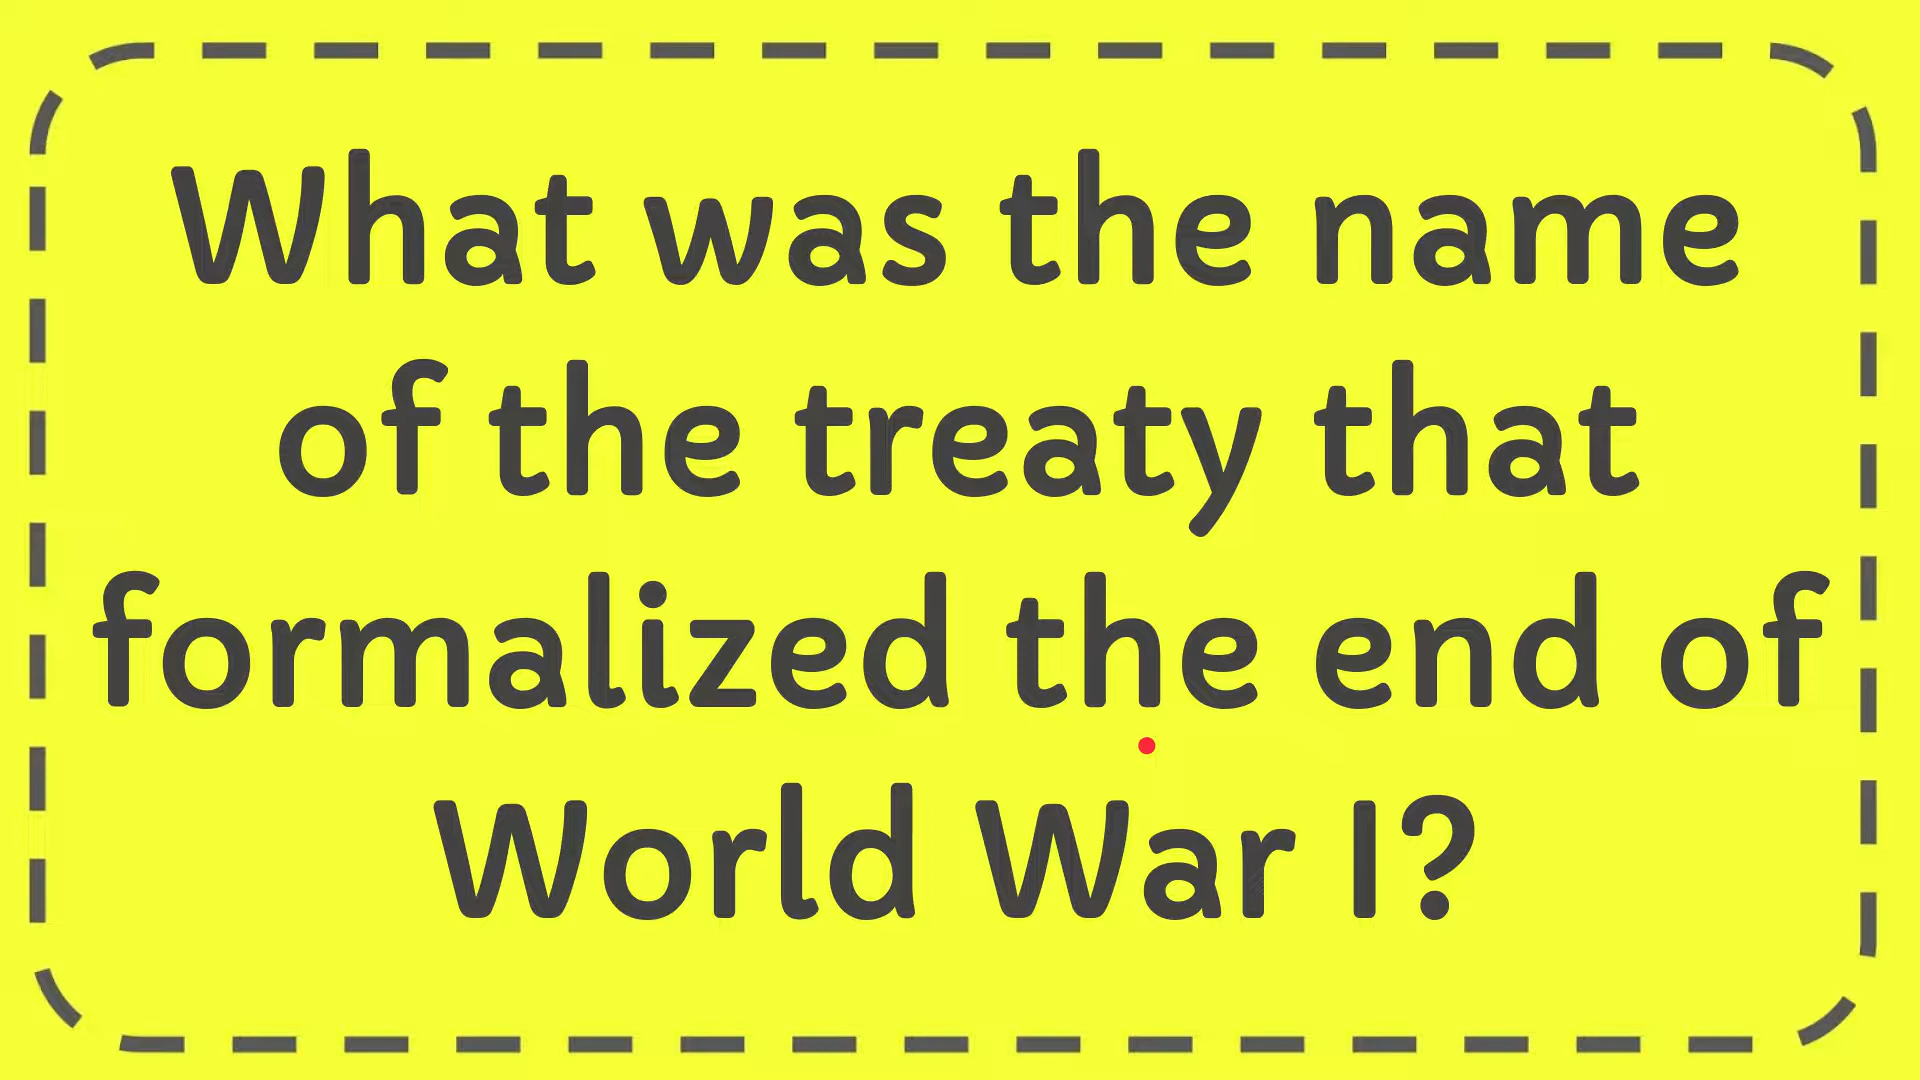 What was the name
of the treaty that
formalized the end of
World War I?